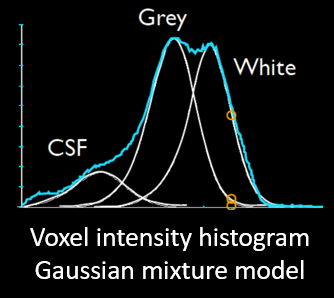 Grey
White
CSF
Voxel intensity histogram
Gaussian mixture model